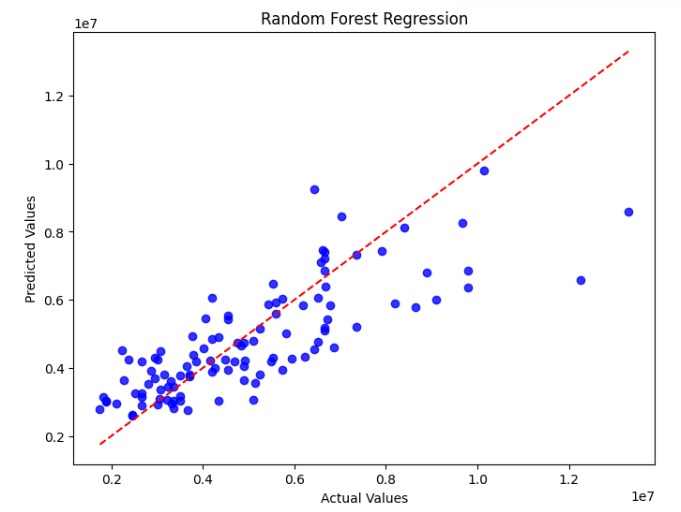 Random Forest Regression
1e7
1.2
1.0
0.8
0.6
0.4
0.2
Predicted Values
0.2 0.4 0.6 0.8 1.0 1.2
Actual Values
1e7